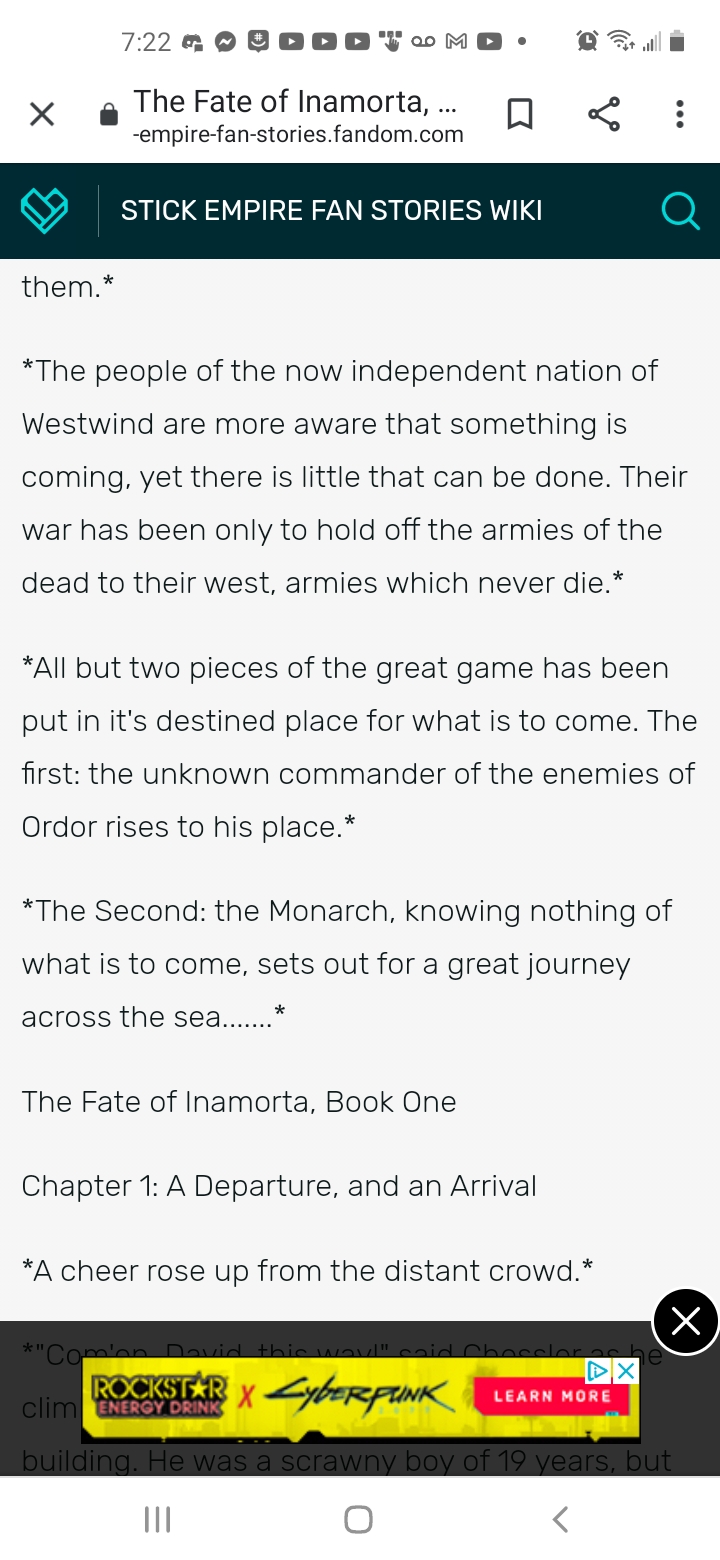 7:22
The Fate of Inamorta, ...
-empire-fan-stories.fandom.com
STICK EMPIRE FAN STORIES WIKI
them.*
*The people of the now independent nation of
Westwind are more aware that something is
coming, yet there is little that can be done. Their
war has been only to hold off the armies of the
dead to their west, armies which never die.*
*All but two pieces of the great game has been
put in it's destined place for what is to come. The
first: the unknown commander of the enemies of
Ordor rises to his place.*
*The Second: the Monarch, knowing nothing of
what is to come, sets out for a great journey
across the sea.......*
The Fate of Inamorta, Book One
Chapter 1: A Departure, and an Arrival
*A cheer rose up from the distant crowd.*
*"Com'on, David, this way!" said Chessler as he
clim
ROCKSTAR
ENERGY DRINK
X
CYBERPUNK
LEARN MORE
building. He was a scrawny boy of 19 years, but